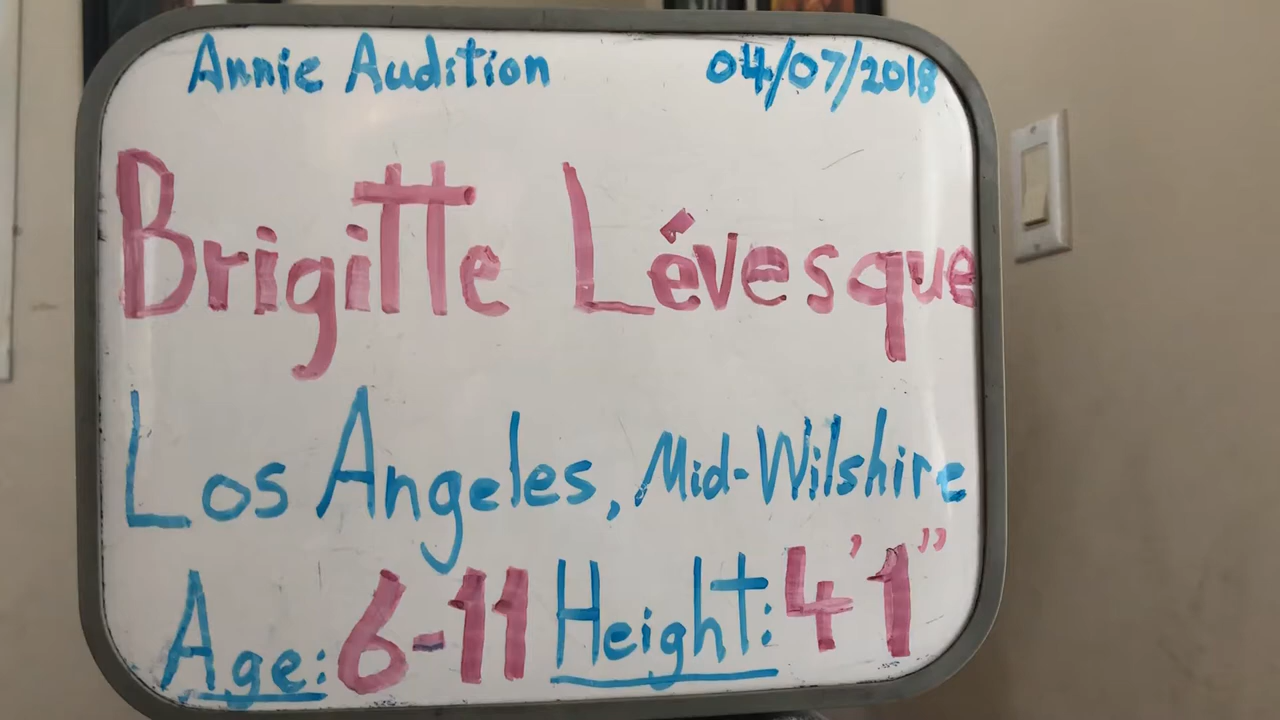 Annie Audition 04/07/2018
Brigitte Lévesque
Los Angeles, Mid-Wilshire
Age: 6-11 Height: 4'1"